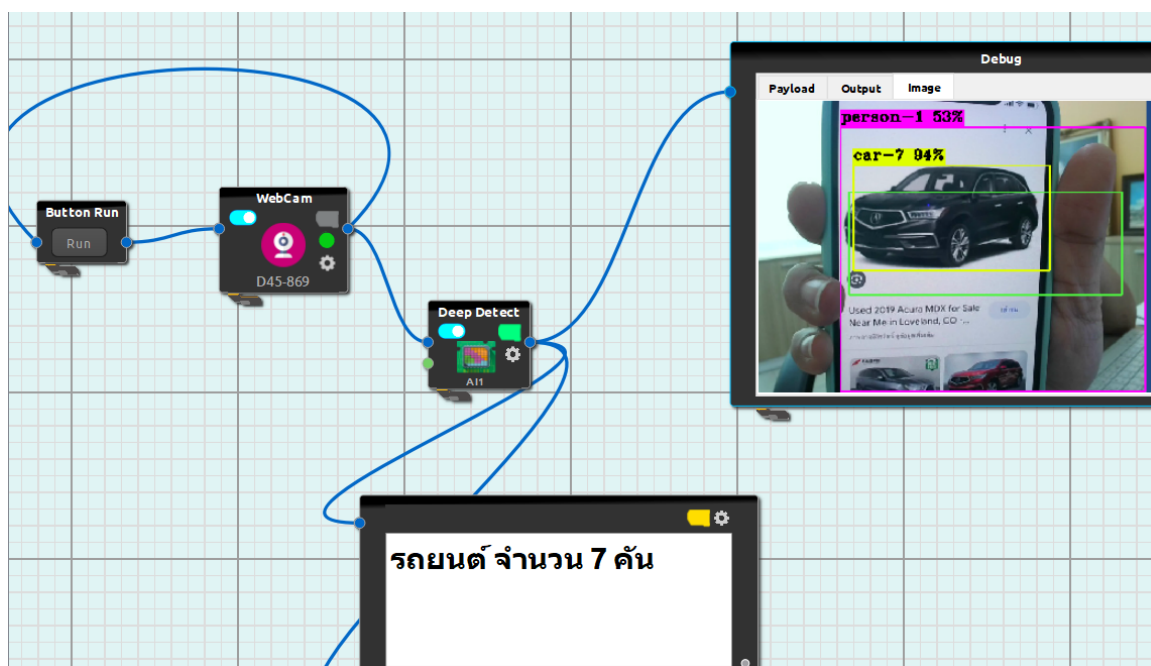 Debug
Payload Output Image
person-1 53%
car-7 94%
WebCam
Button Run
Run
D45-869
Deep Detect
AI1
Used 2019 Acura MDX for Sale
Near Me in Loveland, CO -...
รถยนต์ จำนวน 7 คัน